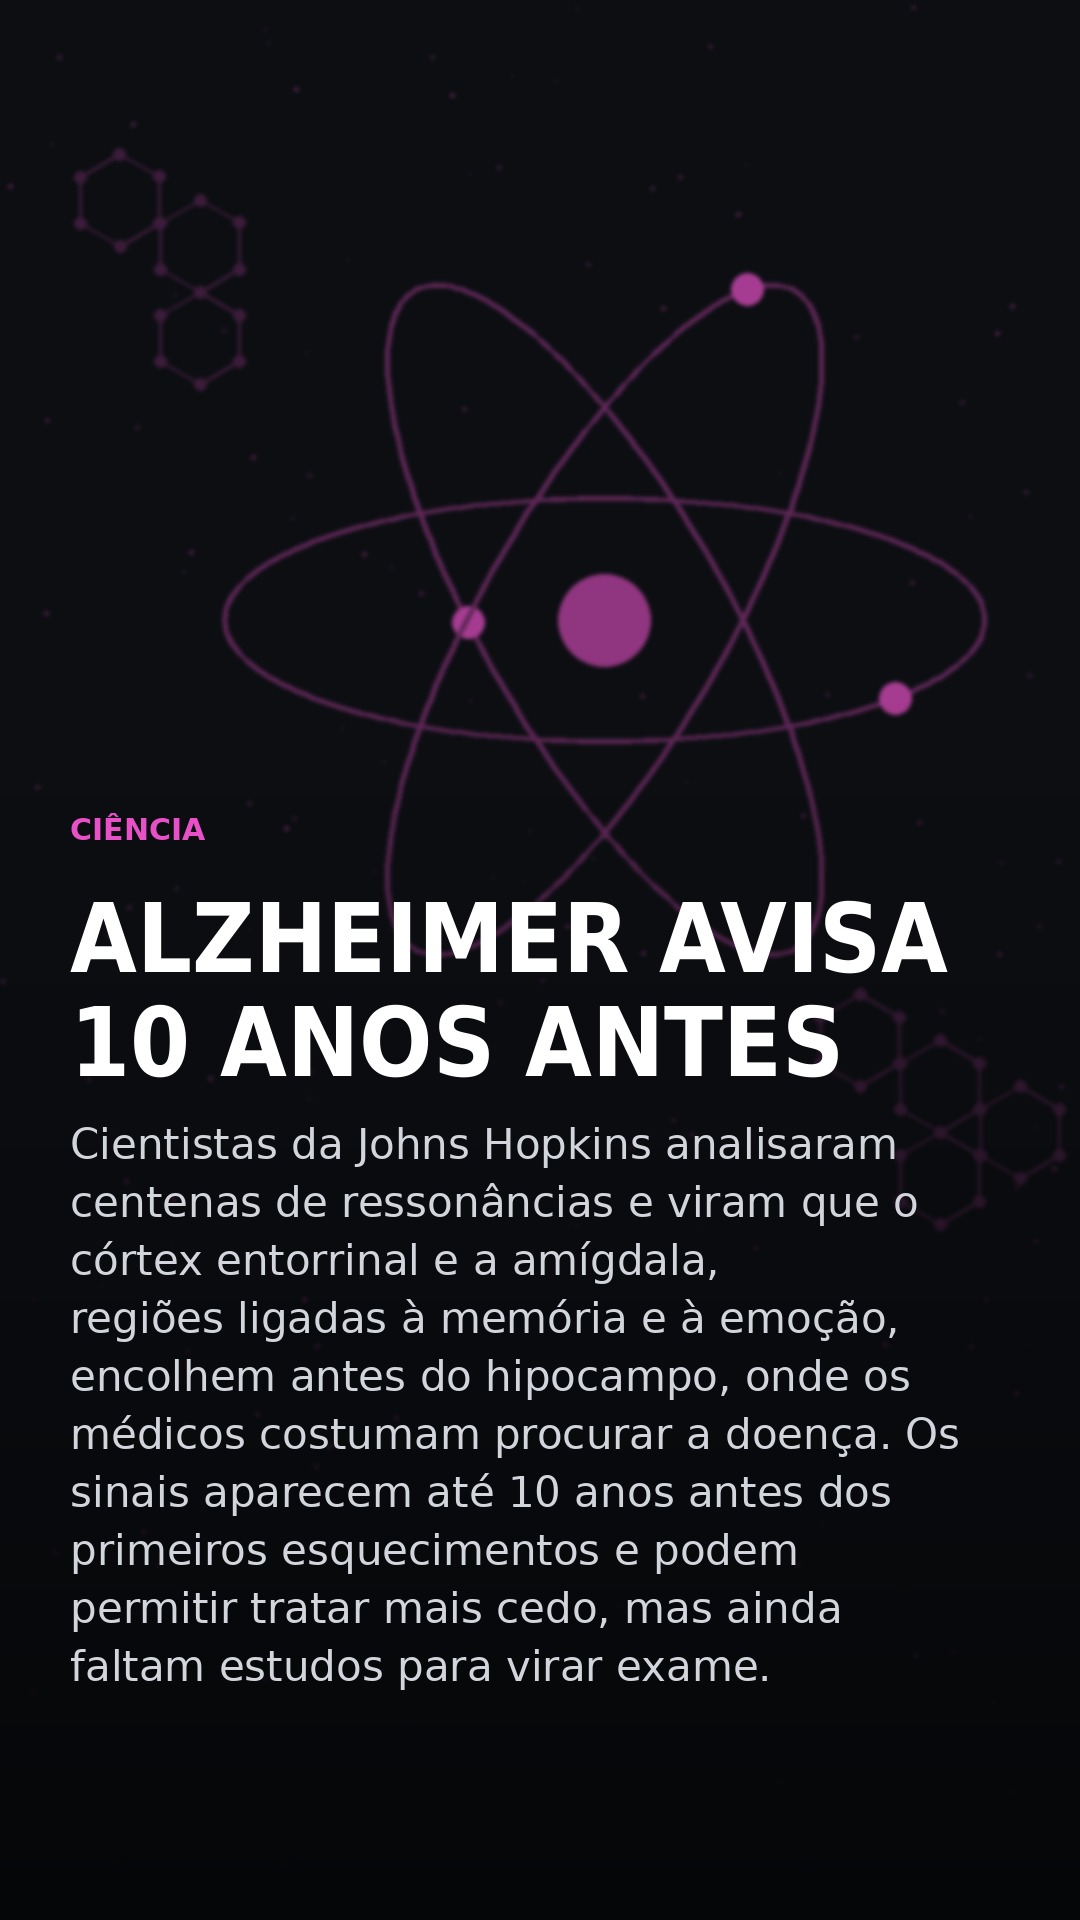 CIÊNCIA
ALZHEIMER AVISA
10 ANOS ANTES
Cientistas da Johns Hopkins analisaram
centenas de ressonâncias e viram que o
córtex entorrinal e a amígdala,
regiões ligadas à memória e à emoção,
encolhem antes do hipocampo, onde os
médicos costumam procurar a doença. Os
sinais aparecem até 10 anos antes dos
primeiros esquecimentos e podem
permitir tratar mais cedo, mas ainda
faltam estudos para virar exame.